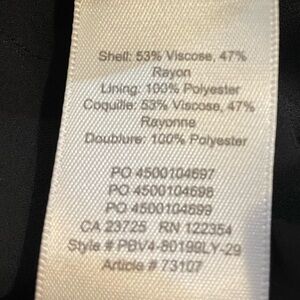 Shell: 53% Viscose, 47%
Rayon
Lining: 100% Polyester
Coquille: 53% Viscose, 47%
Rayonne
Doublure: 100% Polyester
PO 4500104697
PO 4500104698
PO 4500104699
CA 23725 RN 122354
Style # PBV4-80199LY-29
Article # 73107